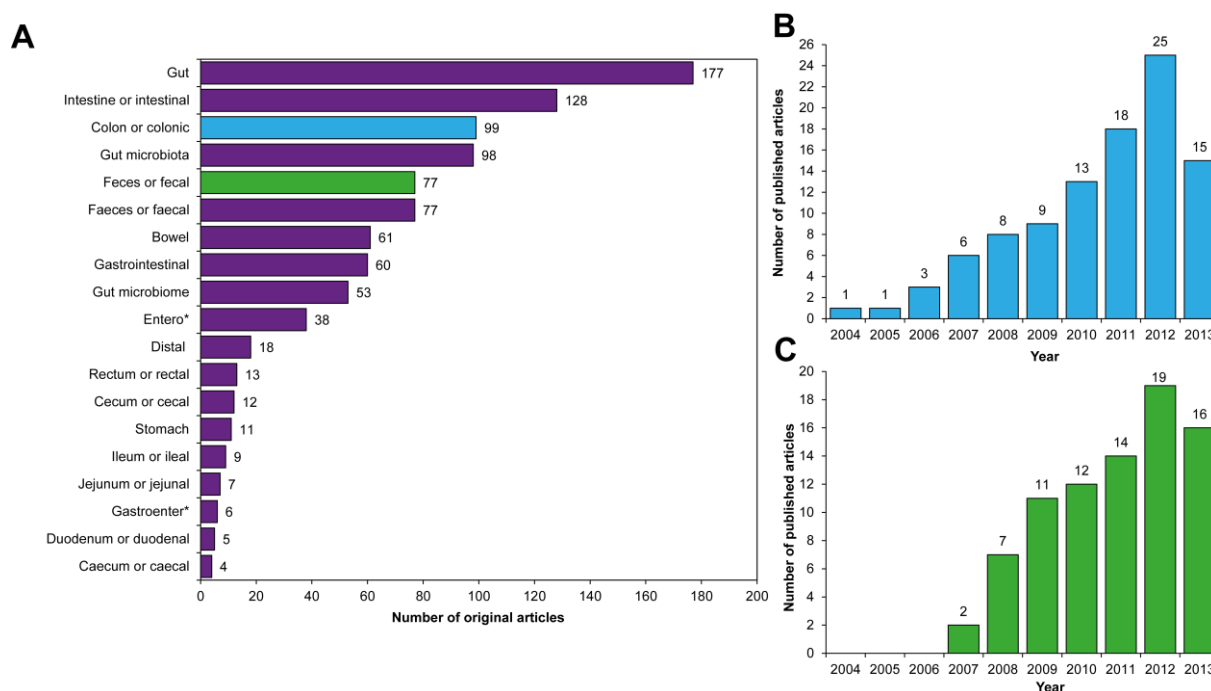 A
Gut 177
Intestine or intestinal 128
Colon or colonic 99
Gut microbiota 98
Feces or fecal 77
Faeces or faecal 77
Bowel 61
Gastrointestinal 60
Gut microbiome 53
Entero* 38
Distal 18
Rectum or rectal 13
Cecum or cecal 12
Stomach 11
Ileum or ileal 9
Jejunum or jejunal 7
Gastroenter* 6
Duodenum or duodenal 5
Caecum or caecal 4
0 20 40 60 80 100 120 140 160 180 200
Number of original articles
B
Number of published articles
26
24
22
20
18
16
14
12
10
8
6
4
2
0
1 1 3 6 8 9 13 18 25 15
2004 2005 2006 2007 2008 2009 2010 2011 2012 2013
Year
C
Number of published articles
20
18
16
14
12
10
8
6
4
2
0
2 7 11 12 14 19 16
2004 2005 2006 2007 2008 2009 2010 2011 2012 2013
Year